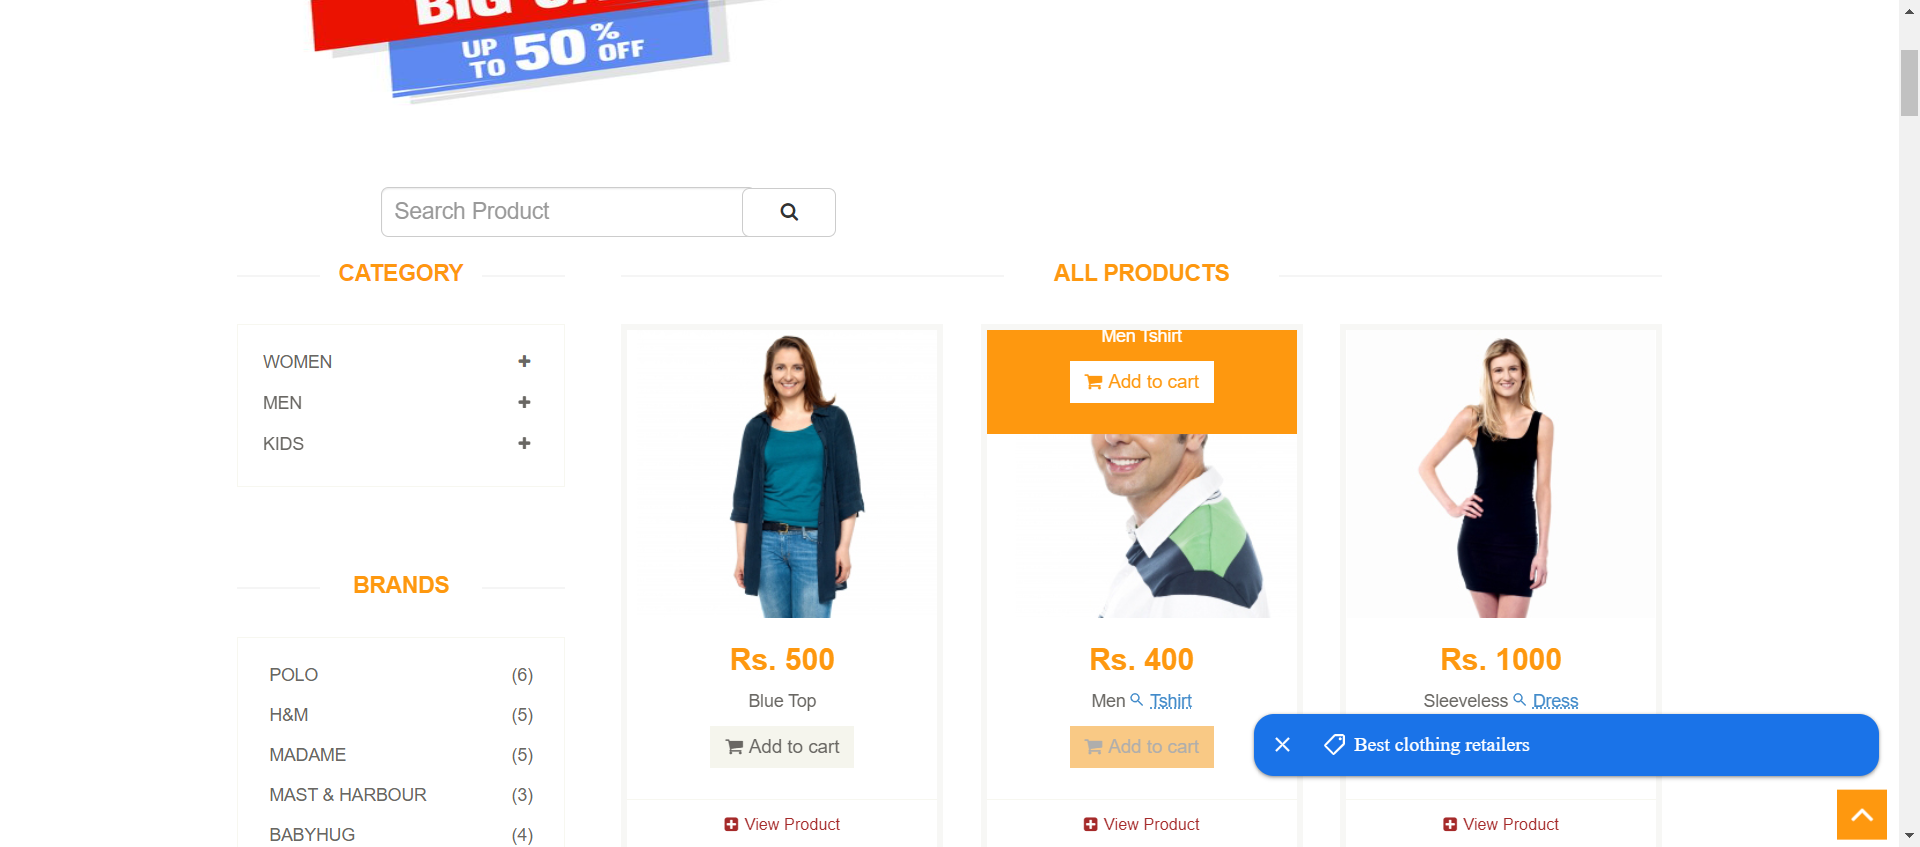 BIG
UP TO 50% OFF
Search Product
CATEGORY
WOMEN
MEN
KIDS
BRANDS
POLO (6)
H&M (5)
MADAME (5)
MAST & HARBOUR (3)
BABYHUG (4)
ALL PRODUCTS
Rs. 500
Blue Top
Add to cart
View Product
Men Tshirt
Add to cart
Rs. 400
Men Tshirt
Add to cart
View Product
Rs. 1000
Sleeveless Dress
Best clothing retailers
View Product